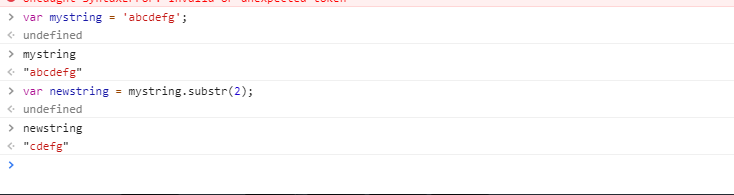 Uncaught SyntaxError: Invalid or unexpected token
> var mystring = 'abcdefg';
<· undefined
> mystring
<· "abcdefg"
> var newstring = mystring.substr(2);
<· undefined
> newstring
<· "cdefg"
>